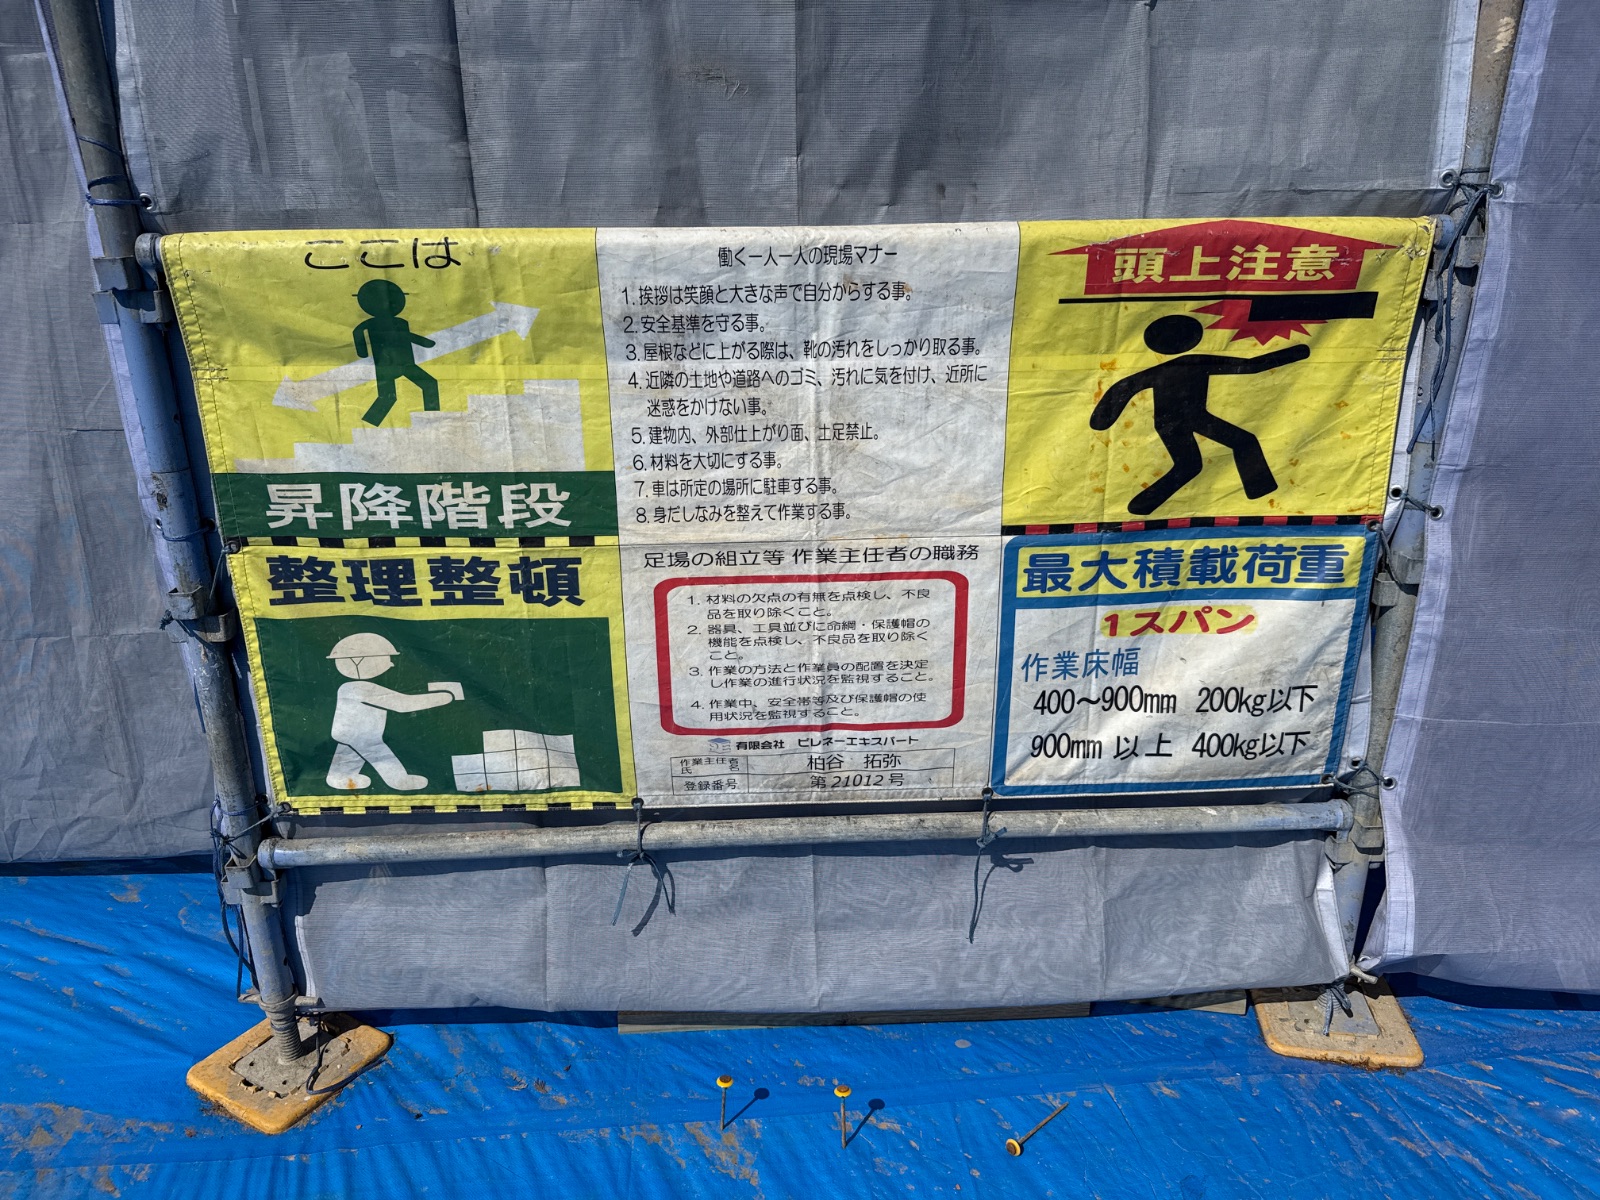 ここは
昇降階段
整理整頓
働く一人一人の現場マナー
1. 挨拶は笑顔と大きな声で自分からする事。
2. 安全基準を守る事。
3. 屋根などに上がる際は、靴の汚れをしっかり取る事。
4. 近隣の土地や道路へのゴミ、汚れに気を付け、近所に
迷惑をかけない事。
5. 建物内、外部仕上がり面、土足禁止。
6. 材料を大切にする事。
7. 車は所定の場所に駐車する事。
8. 身だしなみを整えて作業する事。
足場の組立等 作業主任者の職務
1. 材料の欠点の有無を点検し、不良
品を取り除くこと。
2. 器具、工具並びに命綱・保護帽の
機能を点検し、不良品を取り除く
こと。
3. 作業の方法と作業員の配置を決定
し作業の進行状況を監視すること。
4. 作業中、安全帯等及び保護帽の使
用状況を監視すること。
有限会社 ピレネーエキスパート
作業主任者
氏 名
柏谷 拓弥
登録番号
第21012号
頭上注意
最大積載荷重
1スパン
作業床幅
400～900mm 200kg以下
900mm 以上 400kg以下